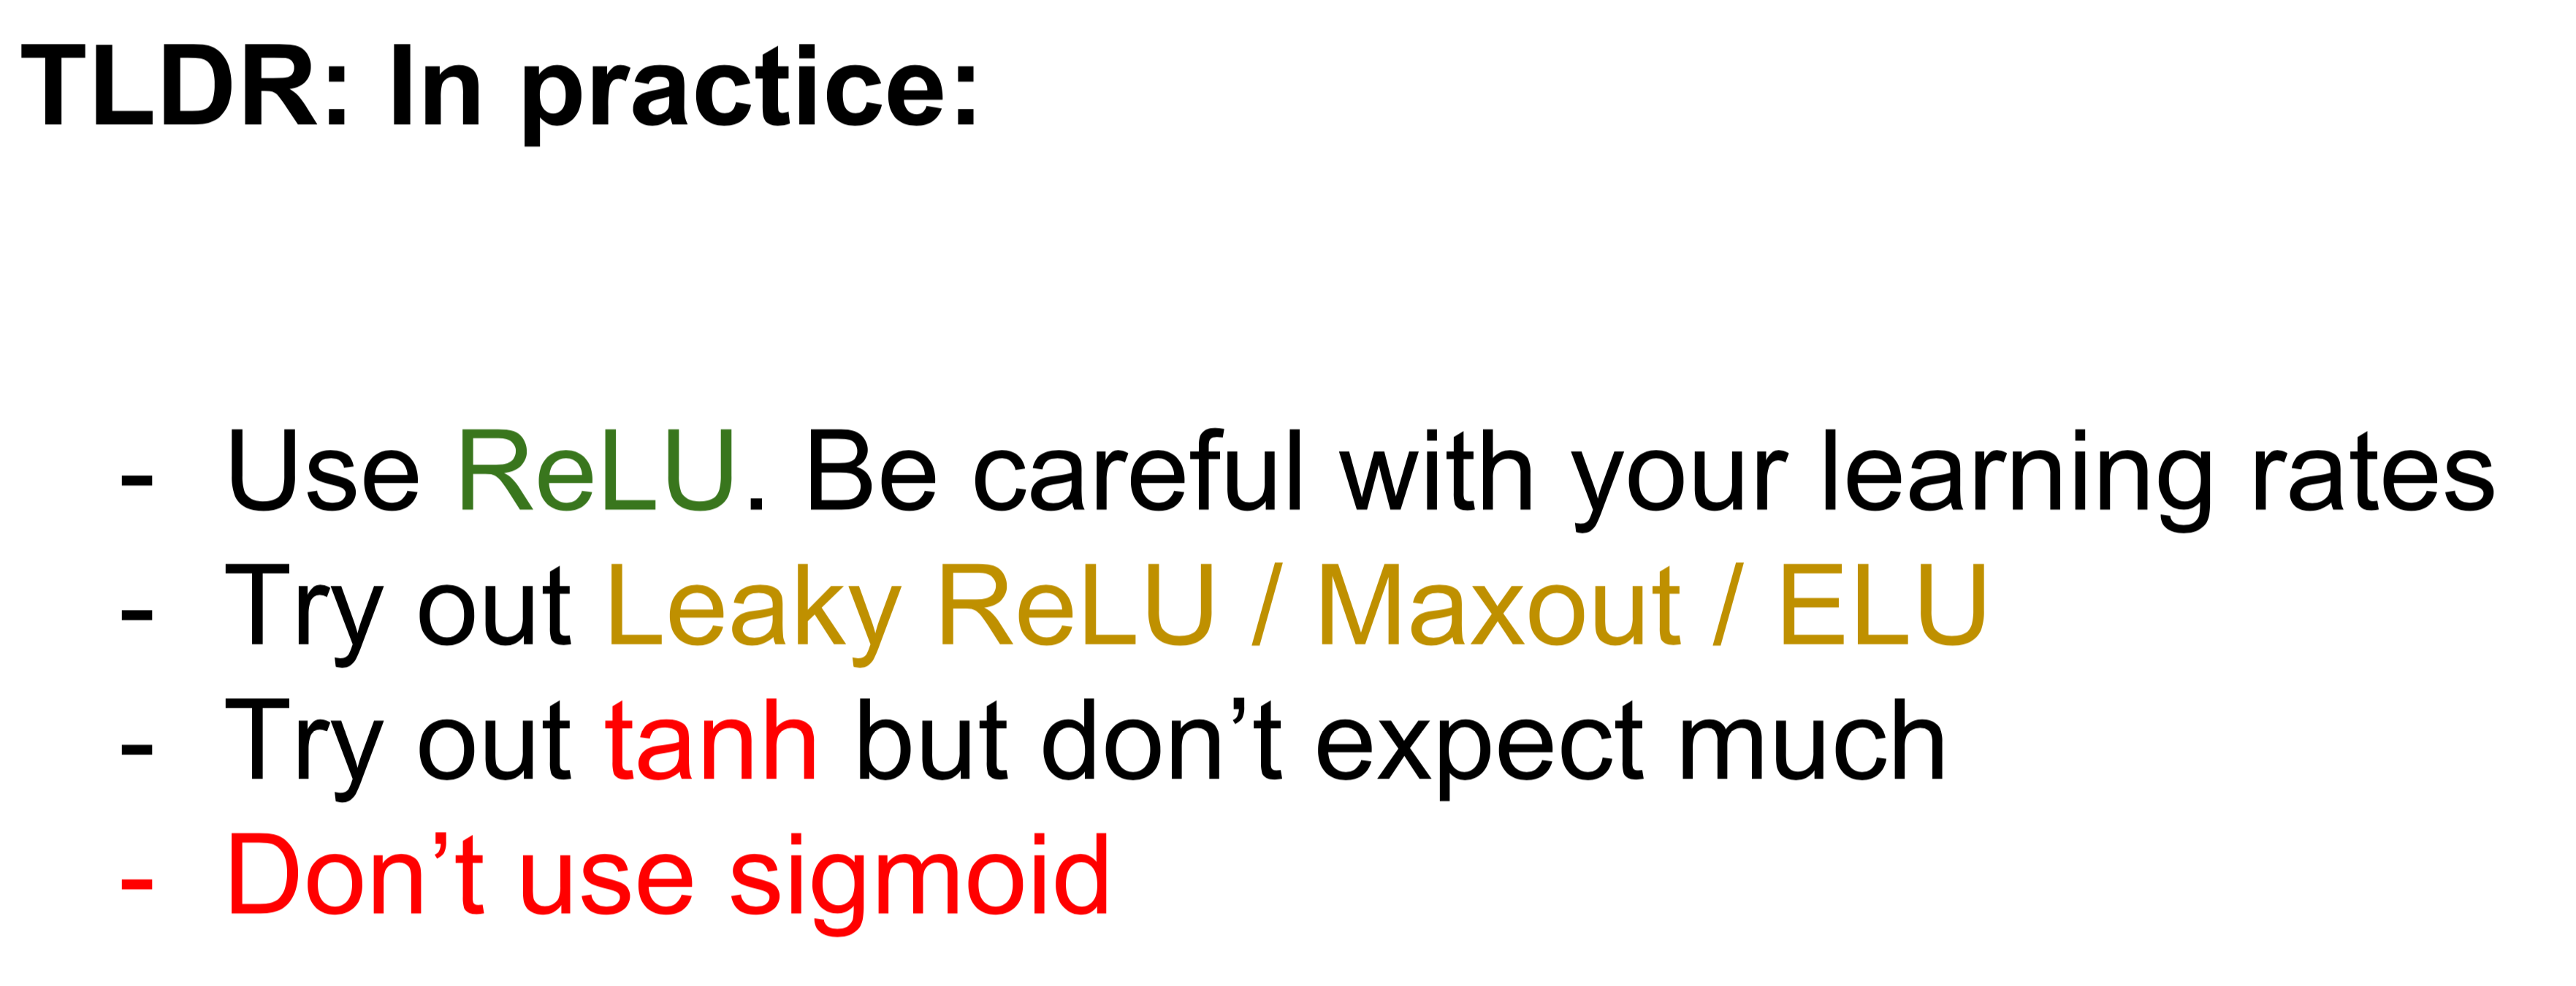 TLDR: In practice:
- Use ReLU. Be careful with your learning rates
- Try out Leaky ReLU / Maxout / ELU
- Try out tanh but don’t expect much
- Don’t use sigmoid